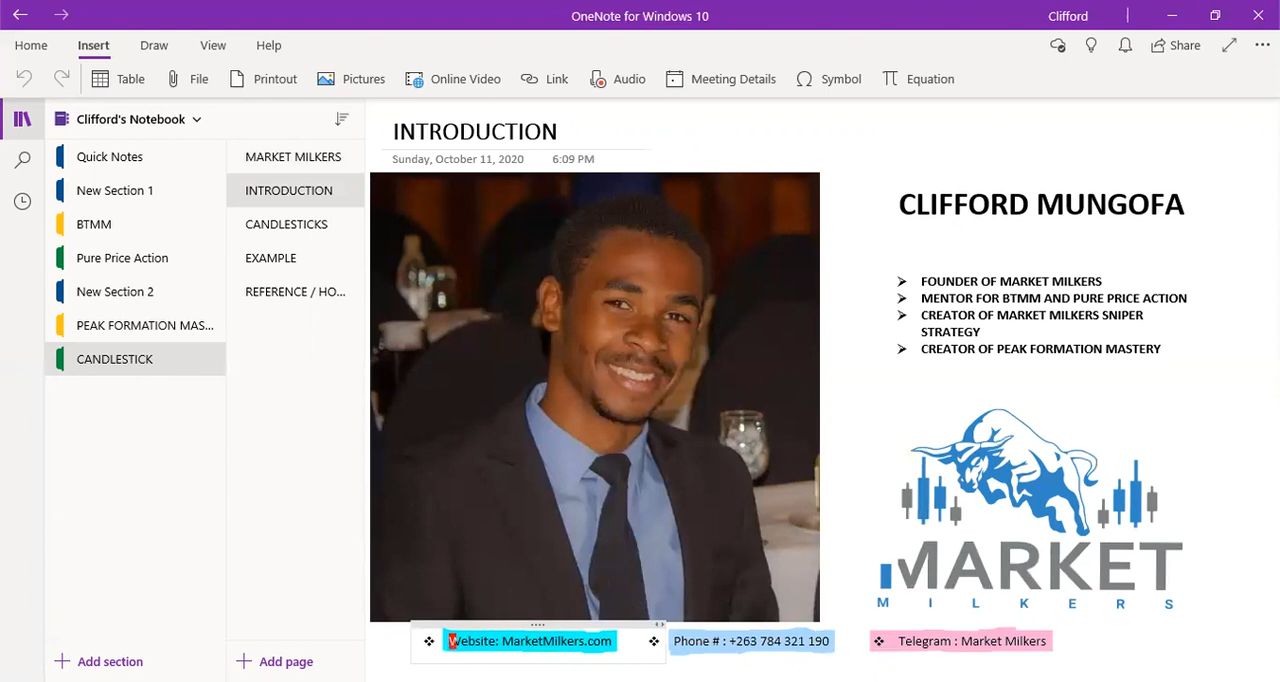 OneNote for Windows 10
Clifford
Home Insert Draw View Help
Share
Table File Printout Pictures Online Video Link Audio Meeting Details Symbol Equation
Clifford's Notebook
Quick Notes
New Section 1
BTMM
Pure Price Action
New Section 2
PEAK FORMATION MAS...
CANDLESTICK
Add section
MARKET MILKERS
INTRODUCTION
CANDLESTICKS
EXAMPLE
REFERENCE / HO...
Add page
INTRODUCTION
Sunday, October 11, 2020 6:09 PM
CLIFFORD MUNGOFA
FOUNDER OF MARKET MILKERS
MENTOR FOR BTMM AND PURE PRICE ACTION
CREATOR OF MARKET MILKERS SNIPER
STRATEGY
CREATOR OF PEAK FORMATION MASTERY
MARKET
MILKERS
Website: MarketMilkers.com Phone # : +263 784 321 190 Telegram : Market Milkers